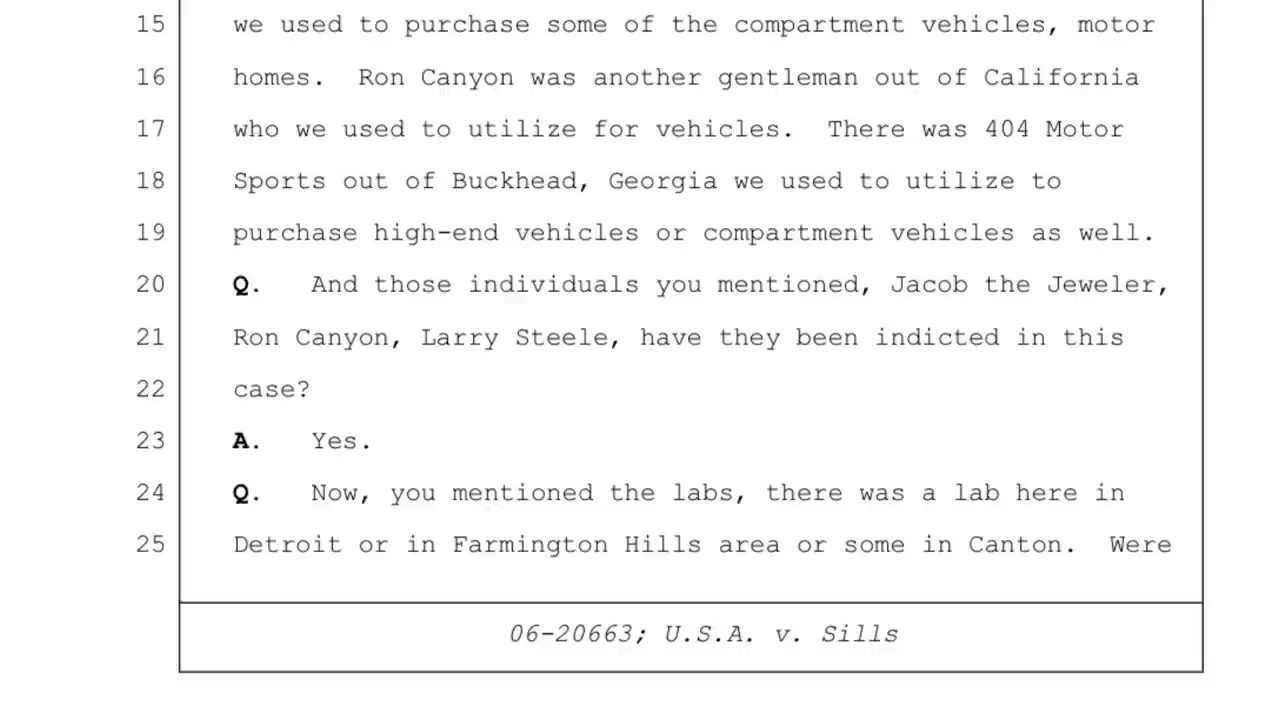 15 we used to purchase some of the compartment vehicles, motor
16 homes. Ron Canyon was another gentleman out of California
17 who we used to utilize for vehicles. There was 404 Motor
18 Sports out of Buckhead, Georgia we used to utilize to
19 purchase high-end vehicles or compartment vehicles as well.
20 Q. And those individuals you mentioned, Jacob the Jeweler,
21 Ron Canyon, Larry Steele, have they been indicted in this
22 case?
23 A. Yes.
24 Q. Now, you mentioned the labs, there was a lab here in
25 Detroit or in Farmington Hills area or some in Canton. Were
06-20663; U.S.A. v. Sills